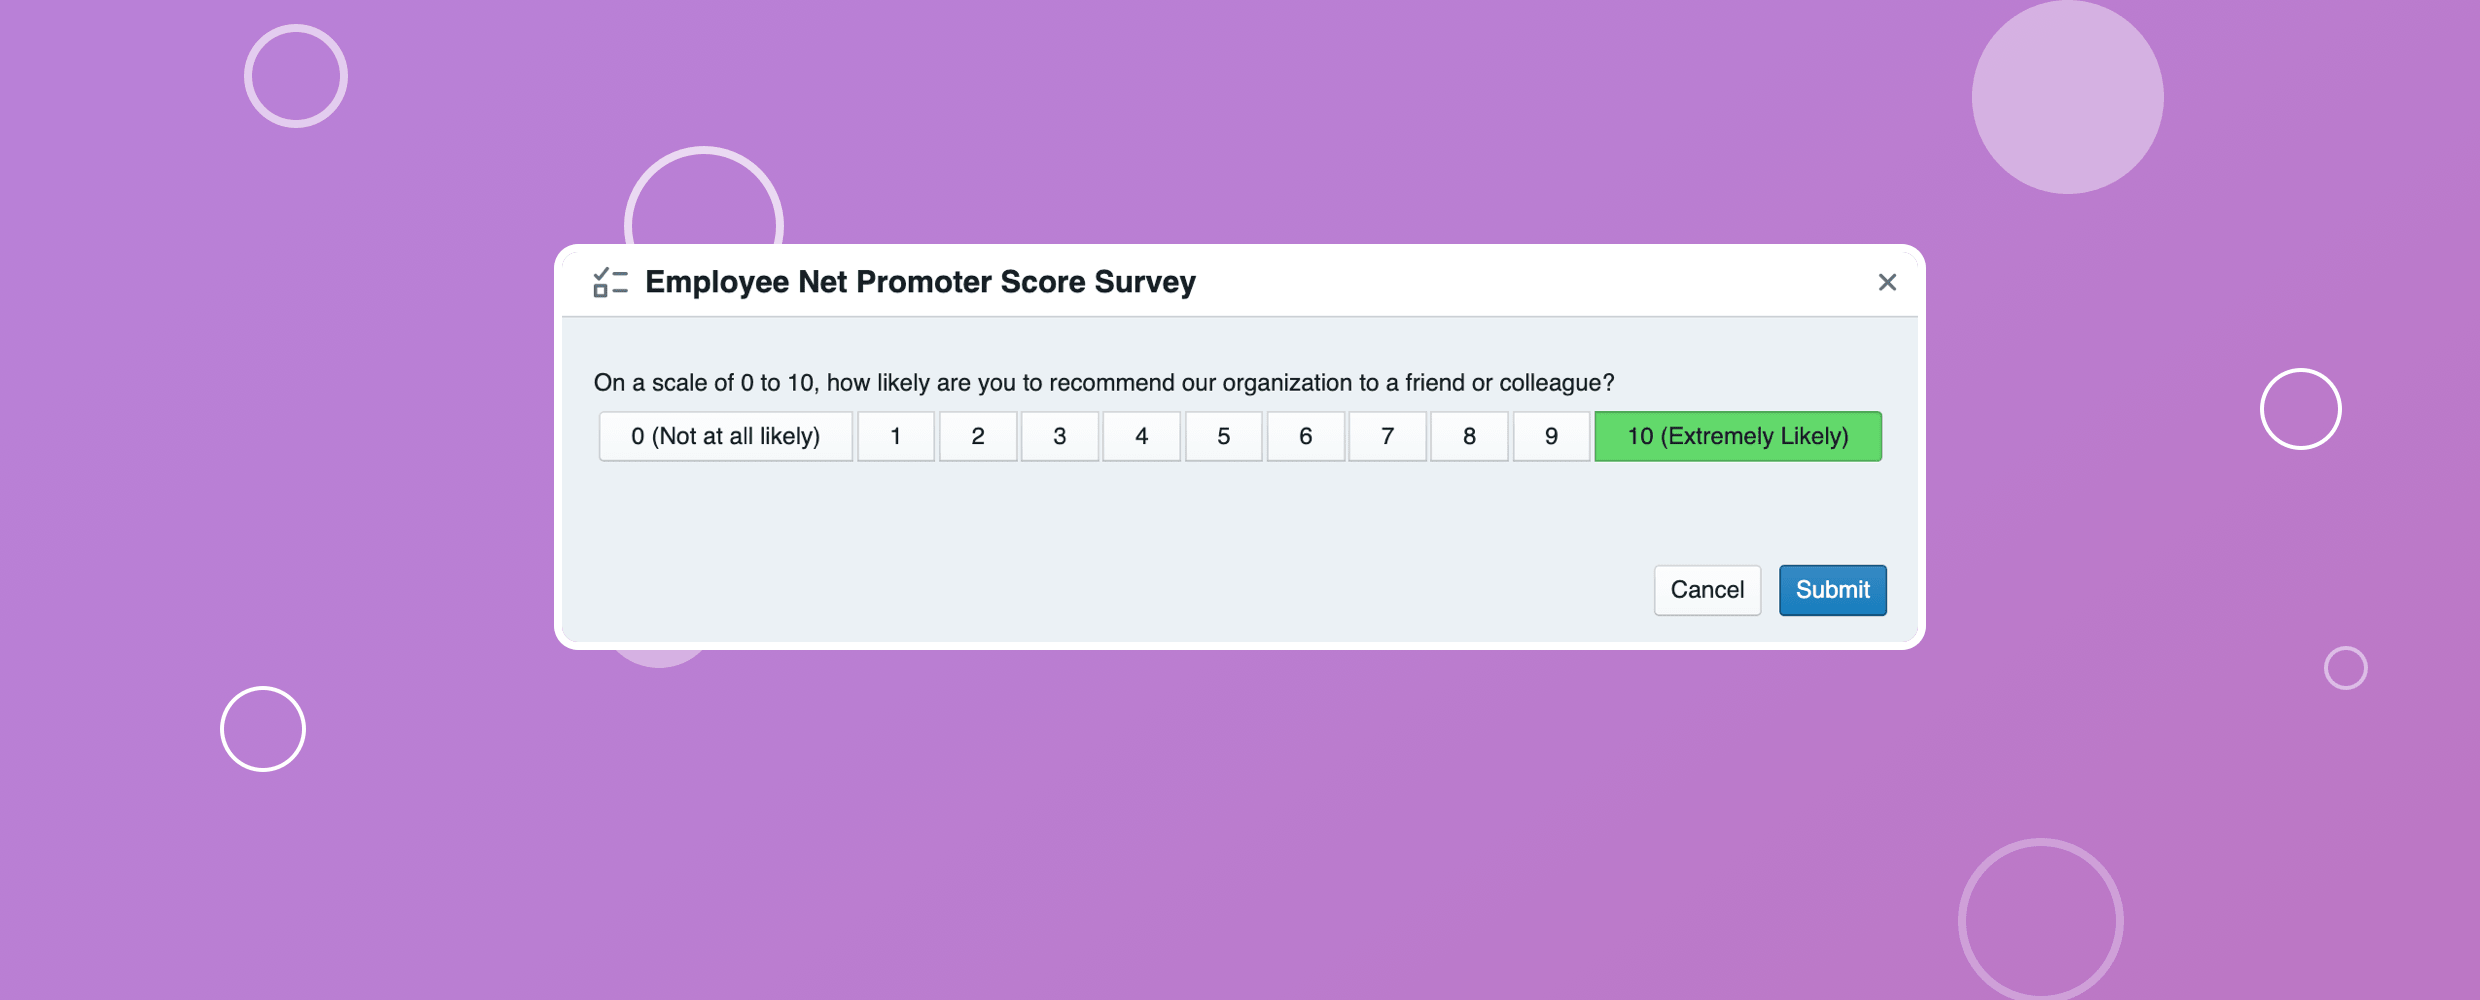 Employee Net Promoter Score Survey
On a scale of 0 to 10, how likely are you to recommend our organization to a friend or colleague?
0 (Not at all likely) 1 2 3 4 5 6 7 8 9 10 (Extremely Likely)
Cancel Submit